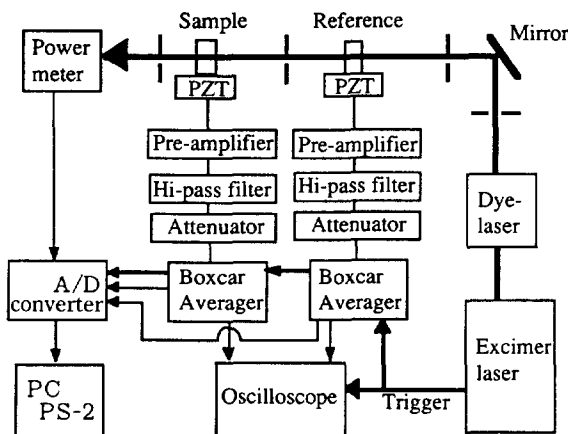 Sample
Reference
Mirror
Power
meter
PZT
PZT
Pre-amplifier
Pre-amplifier
Hi-pass filter
Hi-pass filter
Attenuator
Attenuator
Dye-
laser
A/D
converter
Boxcar
Averager
Boxcar
Averager
Excimer
laser
PC
PS-2
Oscilloscope
Trigger